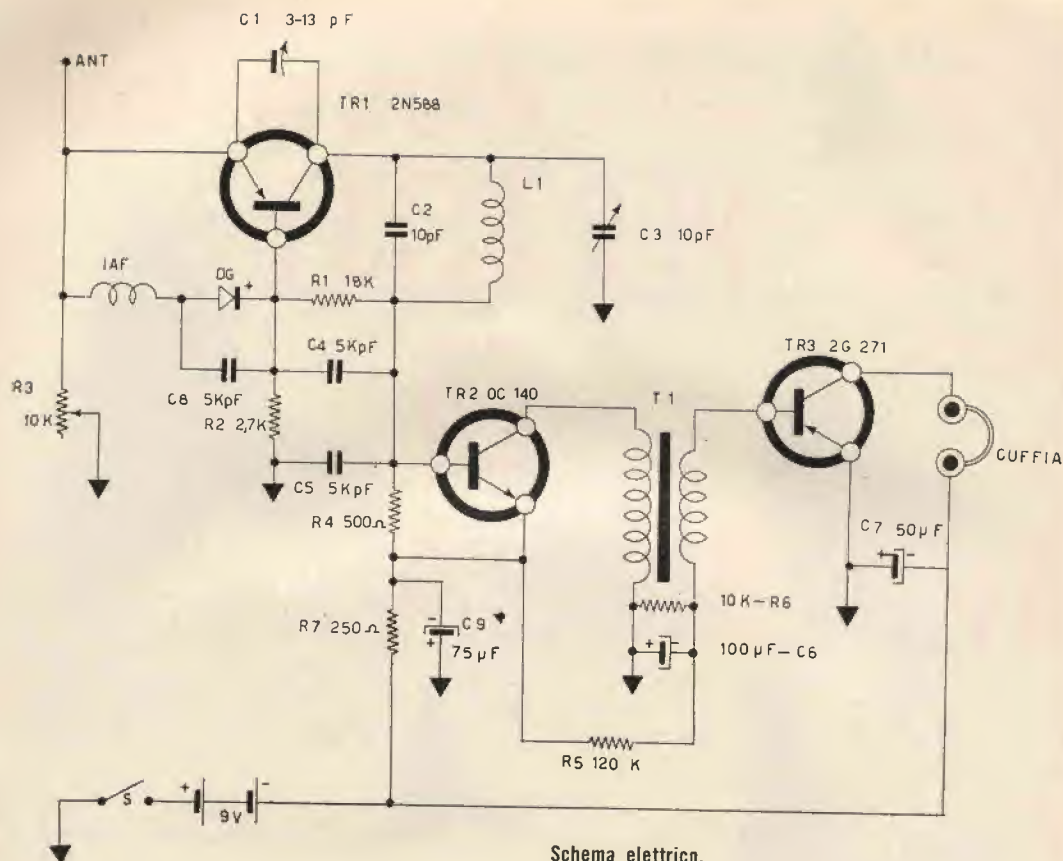 C1 3-13 pF
ANT
TR1 2N588
L1
C2
10pF
C3 10pF
IAF
DG
+
R1 18K
C4 5KpF
TR3 2G 271
R3
10K
C8 5KpF
R2 2,7K
TR2 OC 140
T1
CUFFIA
C5 5KpF
R4 500Ω
C7 50µF
+ -
R7 250Ω
-
C9
+
75µF
10K-R6
+ -
100µF-C6
R5 120 K
S
+ -
9V
Schema elettrico.